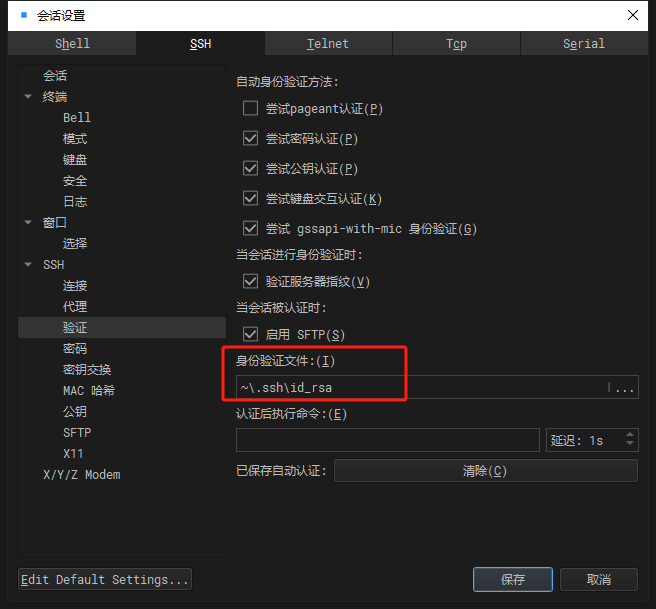 会话设置
Shell
SSH
Telnet
Tcp
Serial
会话
终端
Bell
模式
键盘
安全
日志
窗口
选择
SSH
连接
代理
验证
密码
密钥交换
MAC 哈希
公钥
SFTP
X11
X/Y/Z Modem
自动身份验证方法:
尝试pageant认证(P)
尝试密码认证(P)
尝试公钥认证(P)
尝试键盘交互认证(K)
尝试 gssapi-with-mic 身份验证(G)
当会话进行身份验证时:
验证服务器指纹(V)
当会话被认证时:
启用 SFTP(S)
身份验证文件:(I)
~\.ssh\id_rsa
...
认证后执行命令:(E)
延迟: 1s
已保存自动认证:
清除(C)
Edit Default Settings...
保存
取消